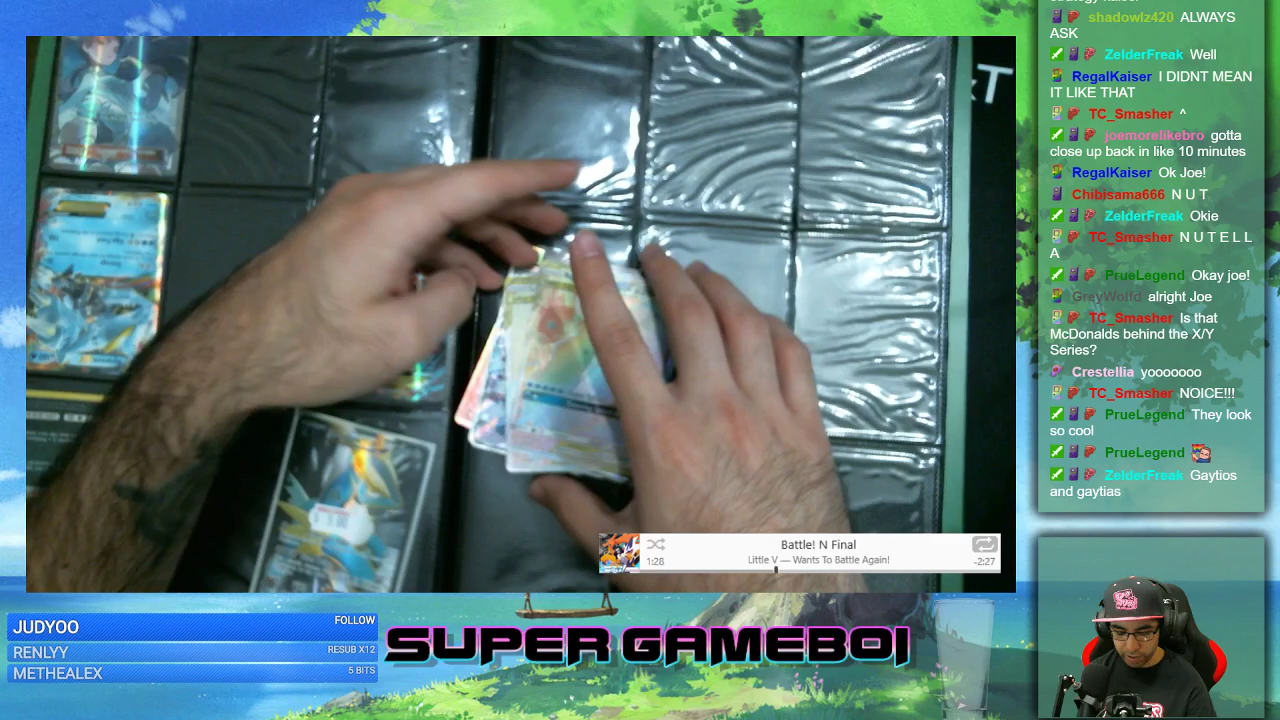 shadowlz420 ALWAYS
ASK
ZelderFreak Well
RegalKaiser I DIDNT MEAN
IT LIKE THAT
TC_Smasher ^
joemorelikebro gotta
close up back in like 10 minutes
RegalKaiser Ok Joe!
Chibisama666 N U T
ZelderFreak Okie
TC_Smasher N U T E L L
A
PrueLegend Okay joe!
GreyWolfd alright Joe
TC_Smasher Is that
McDonalds behind the X/Y
Series?
Crestellia yooooooo
TC_Smasher NOICE!!!
PrueLegend They look
so cool
PrueLegend
ZelderFreak Gaytios
and gaytias
Battle! N Final
1:28
Little V — Wants To Battle Again!
-2:27
JUDYOO
FOLLOW
RENLYY
RESUB X12
METHEALEX
5 BITS
SUPER GAMEBOI